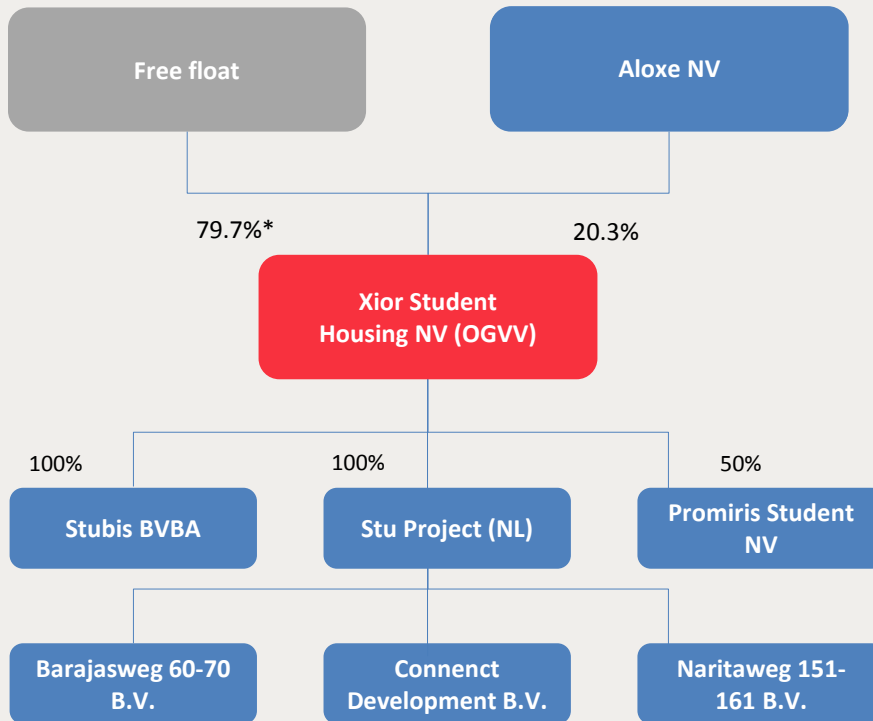 Free float
Aloxe NV
79.7%*
20.3%
Xior Student
Housing NV (OGVV)
100%
100%
50%
Stubis BVBA
Stu Project (NL)
Promiris Student
NV
Barajasweg 60-70
B.V.
Connenct
Development B.V.
Naritaweg 151-
161 B.V.